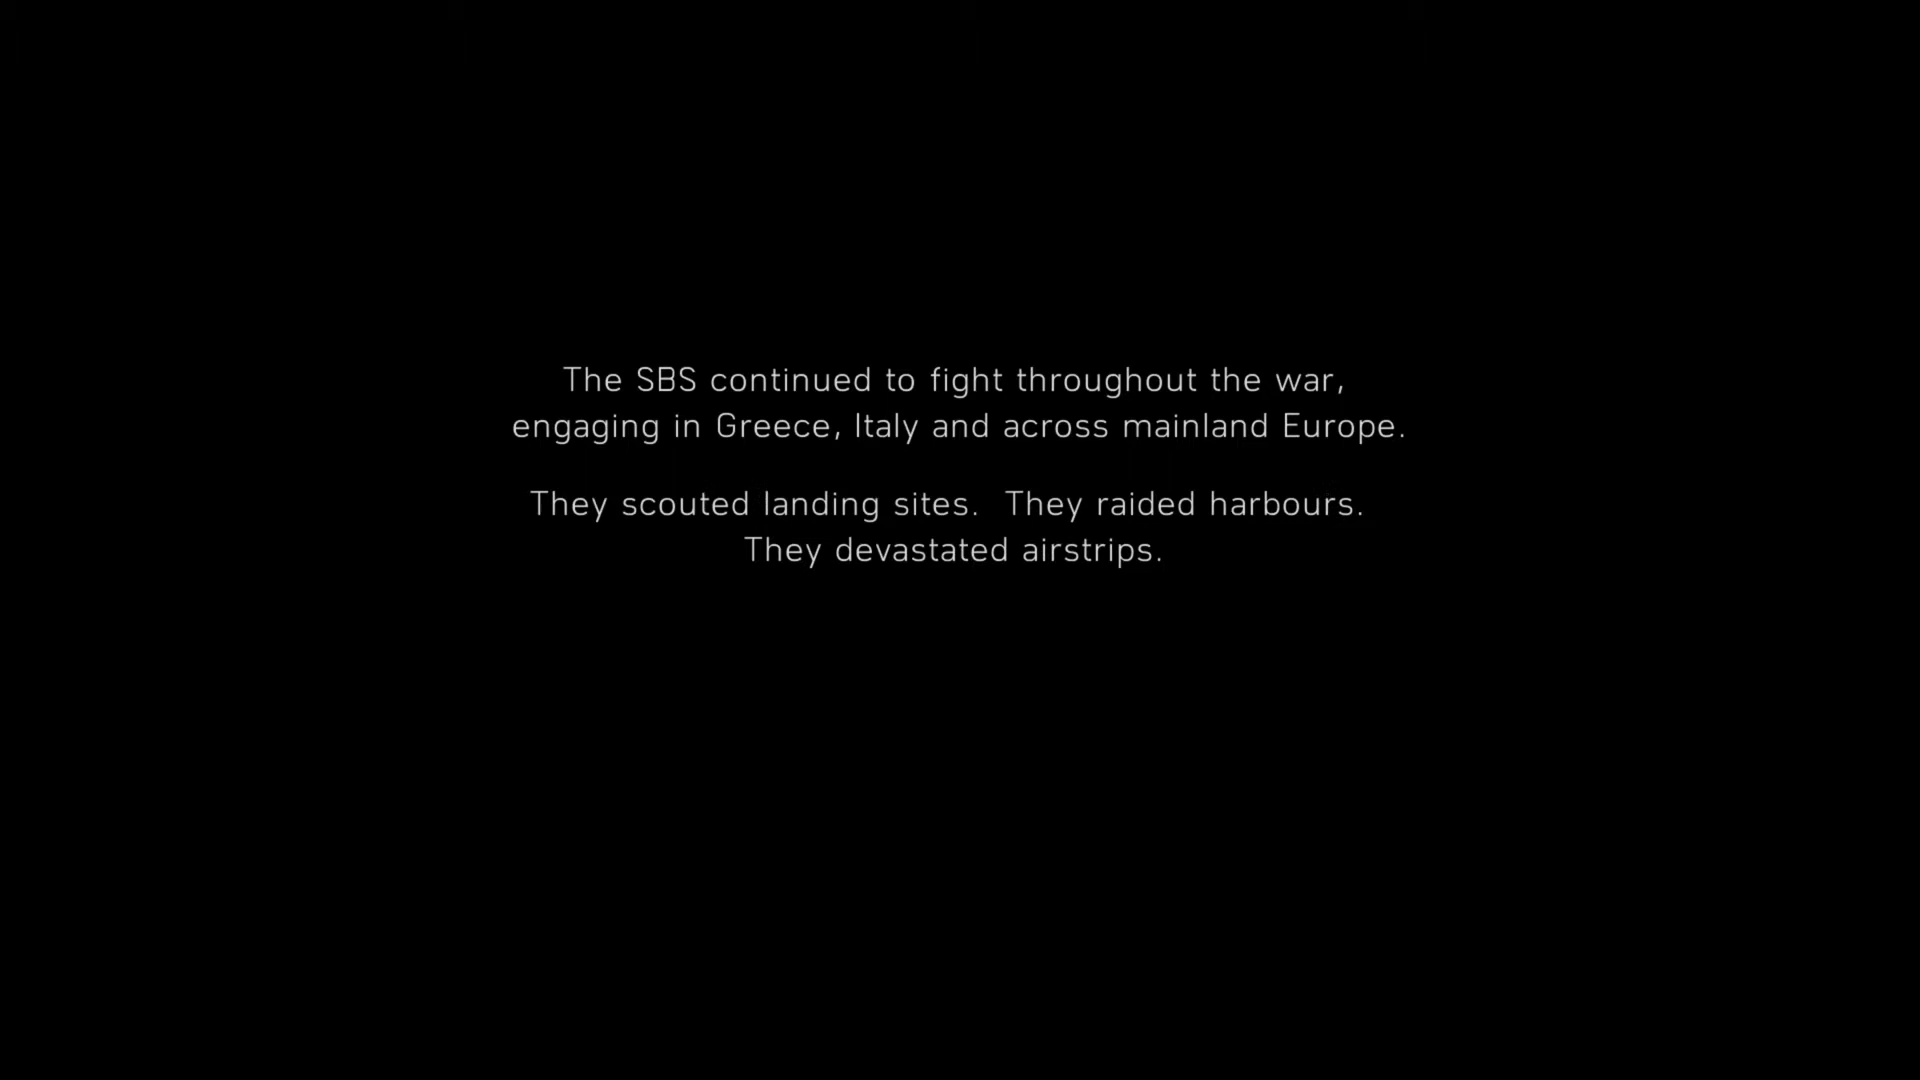 The SBS continued to fight throughout the war,
engaging in Greece, Italy and across mainland Europe.
They scouted landing sites.  They raided harbours.
They devastated airstrips.